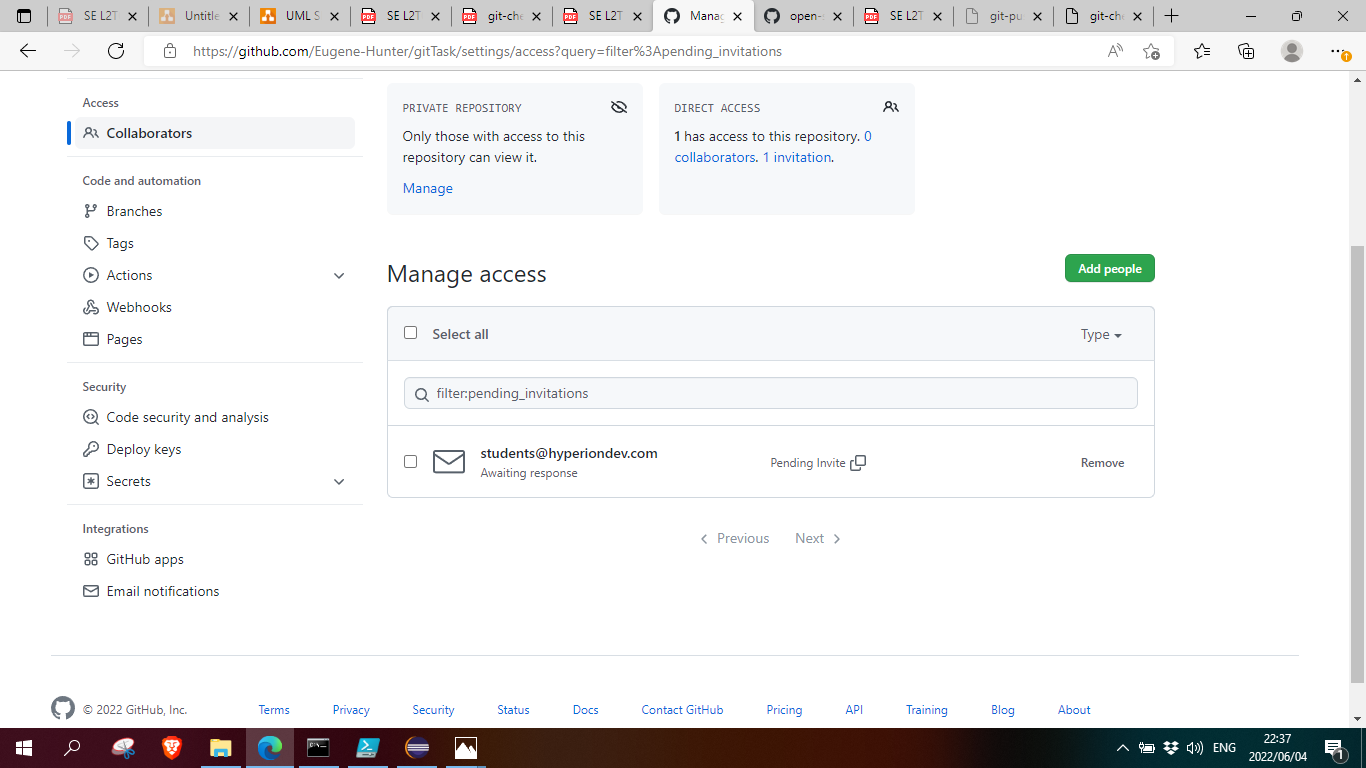 SE L2T
Untitle
UML S
SE L2T
git-che
SE L2T
Manag
open-s
SE L2T
git-pu
git-che
https://github.com/Eugene-Hunter/gitTask/settings/access?query=filter%3Apending_invitations
Access
Collaborators
Code and automation
Branches
Tags
Actions
Webhooks
Pages
Security
Code security and analysis
Deploy keys
Secrets
Integrations
GitHub apps
Email notifications
PRIVATE REPOSITORY
Only those with access to this
repository can view it.
Manage
DIRECT ACCESS
1 has access to this repository. 0
collaborators. 1 invitation.
Manage access
Add people
Select all
Type
filter:pending_invitations
students@hyperiondev.com
Awaiting response
Pending Invite
Remove
Previous
Next
© 2022 GitHub, Inc.
Terms
Privacy
Security
Status
Docs
Contact GitHub
Pricing
API
Training
Blog
About
ENG
22:37
2022/06/04
1